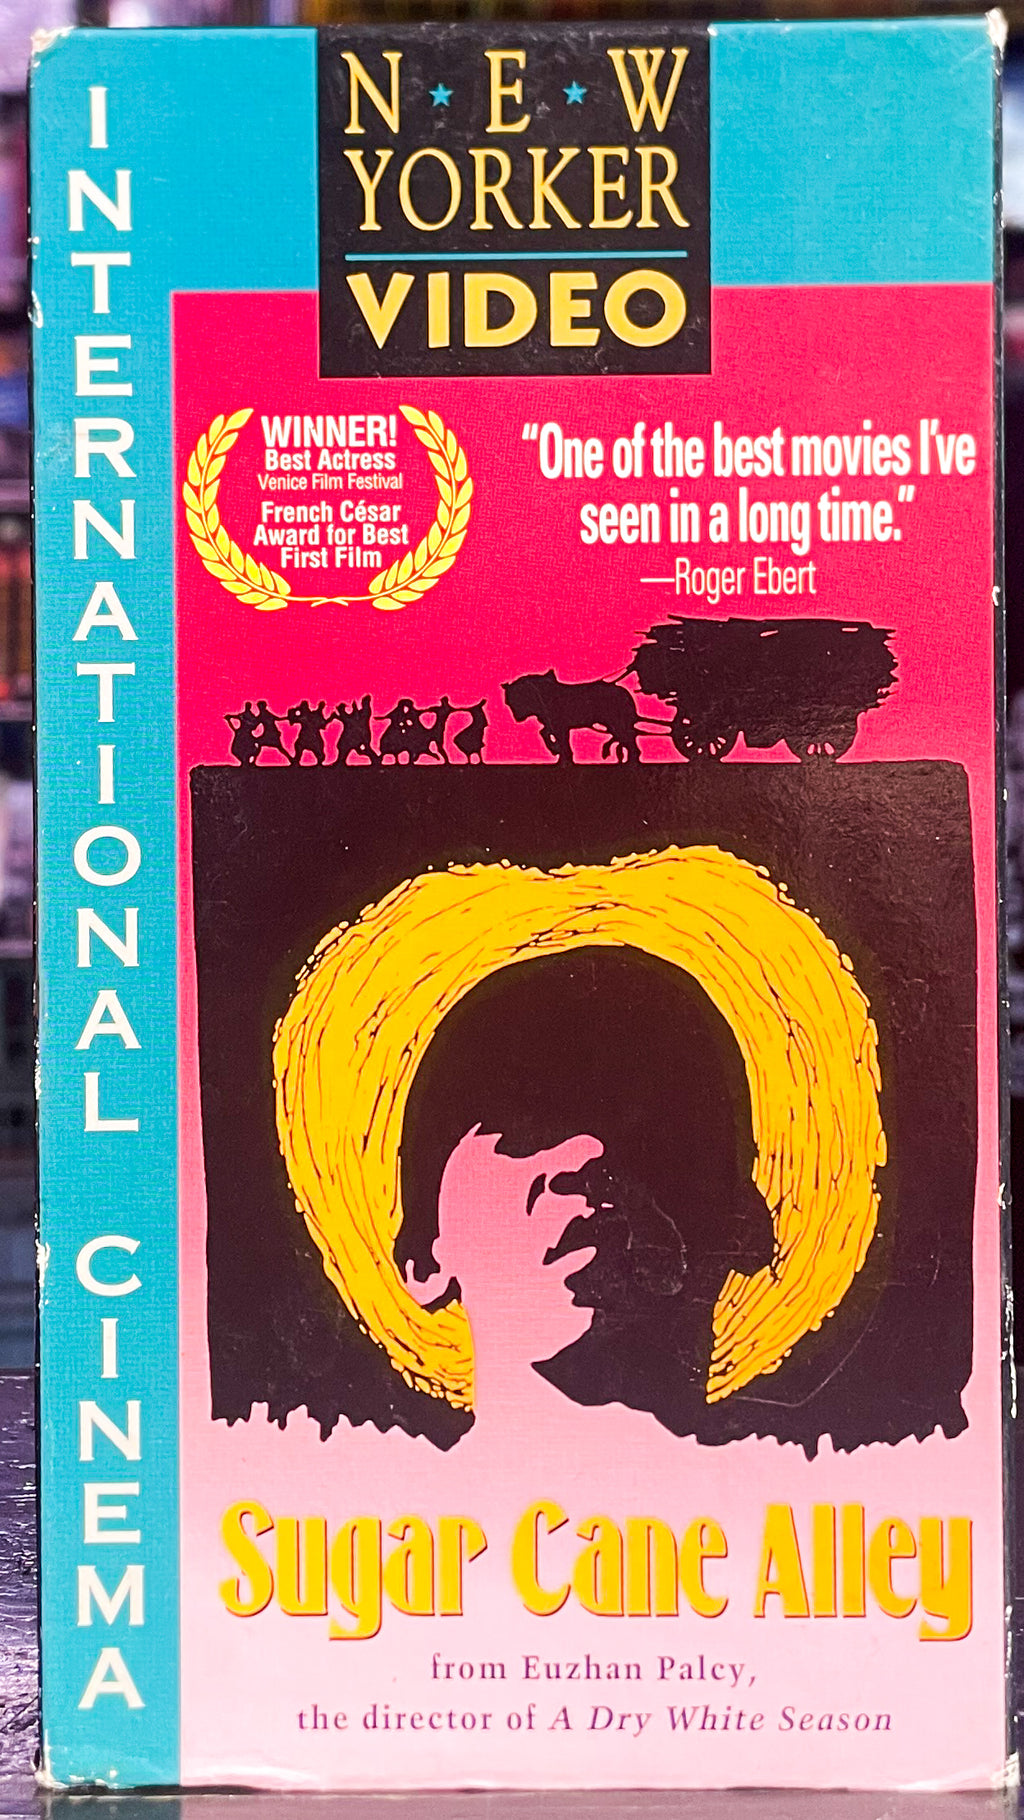 INTERNATIONAL CINEMA
N★E★W
YORKER
VIDEO
WINNER!
Best Actress
Venice Film Festival
French César
Award for Best
First Film
“One of the best movies I’ve
seen in a long time.”
—Roger Ebert
Sugar Cane Alley
from Euzhan Palcy,
the director of A Dry White Season